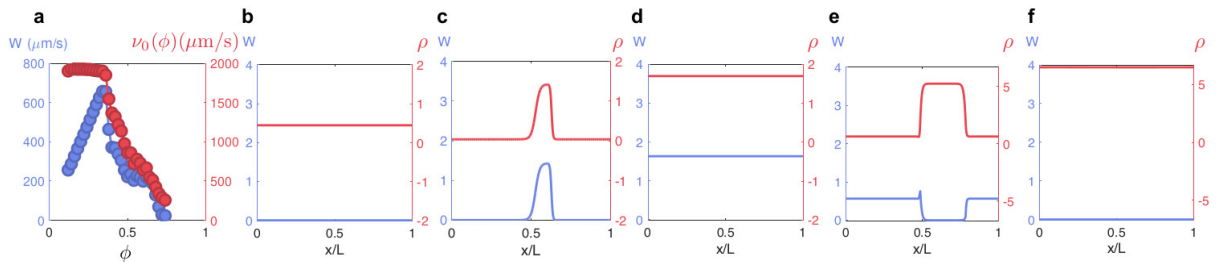 a b c d e f
W (μm/s) ν₀(ϕ)(μm/s) W ρ W ρ W ρ W ρ W ρ
800 2000 4 2 4 2 4 2 4 4
5 5
600 1500 3 1 3 1 3 1 3 3
400 1000 2 0 2 0 2 0 2 0 2 0
200 500 1 -1 1 -1 1 -1 1 1
-5 -5
0 0 0 -2 0 -2 0 -2 0 0
0 0.5 1 0 0.5 1 0 0.5 1 0 0.5 1 0 0.5 1 0 0.5 1
ϕ x/L x/L x/L x/L x/L